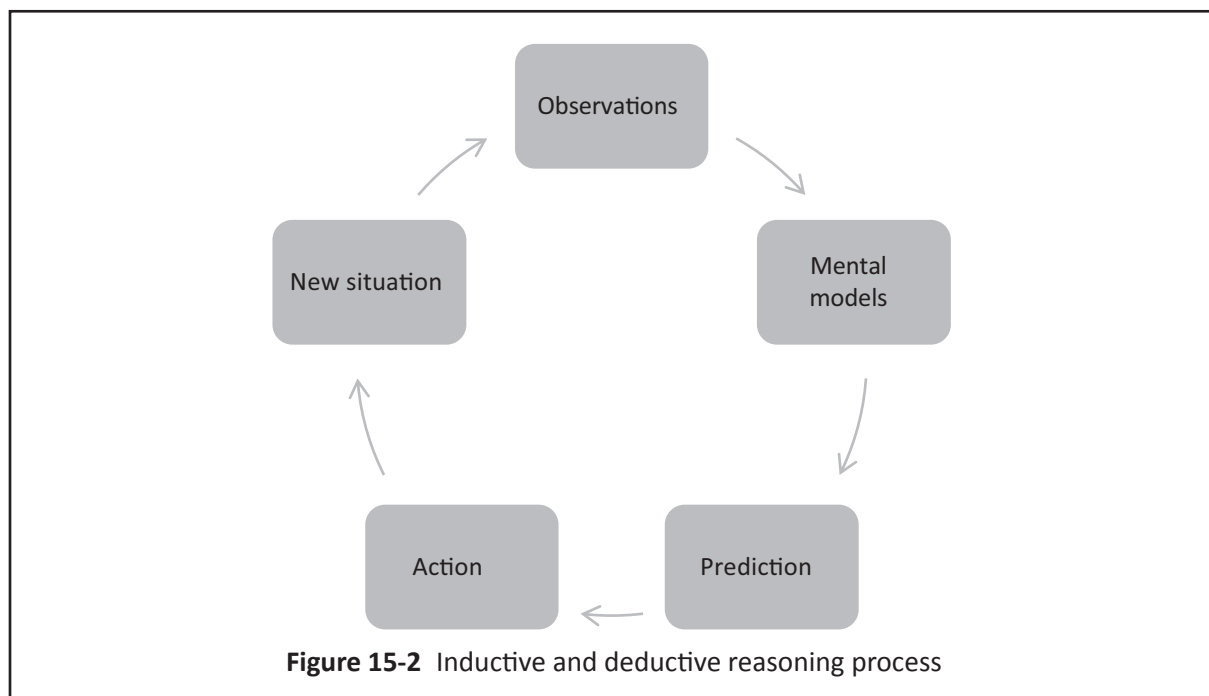 Observations
Mental
models
Prediction
Action
New situation
Figure 15-2 Inductive and deductive reasoning process